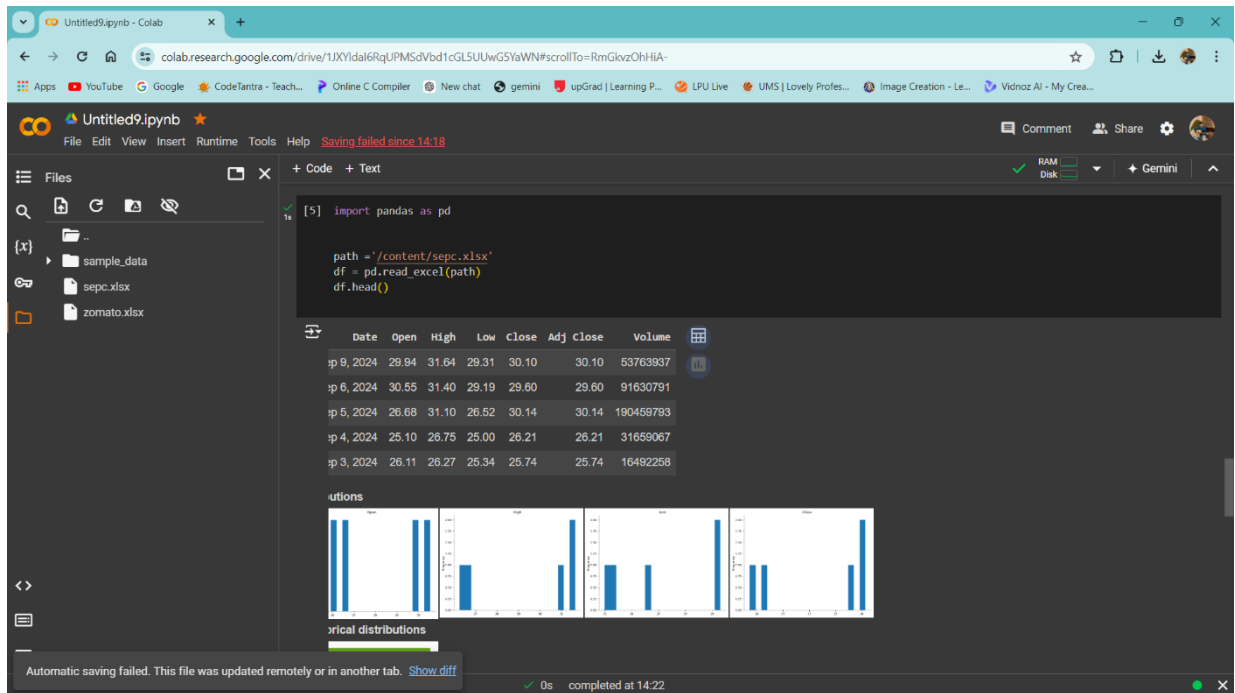 Untitled9.ipynb - Colab
colab.research.google.com/drive/1JXYldaI6RqUPMSdVbd1cGL5UUwG5YaWN#scrollTo=RmGkvzOhHiA-
Apps YouTube Google CodeTantra - Teach... Online C Compiler New chat gemini upGrad | Learning P... LPU Live UMS | Lovely Profes... Image Creation - Le... Vidnoz AI - My Crea...
Untitled9.ipynb
File Edit View Insert Runtime Tools Help Saving failed since 14:18
Comment Share
Files
+ Code + Text
RAM
Disk
Gemini
..
sample_data
sepc.xlsx
zomato.xlsx
{x}
1s
[5] import pandas as pd
path ='/content/sepc.xlsx'
df = pd.read_excel(path)
df.head()
Date Open High Low Close Adj Close Volume
ep 9, 2024 29.94 31.64 29.31 30.10 30.10 53763937
ep 6, 2024 30.55 31.40 29.19 29.60 29.60 91630791
ep 5, 2024 26.68 31.10 26.52 30.14 30.14 190459793
ep 4, 2024 25.10 26.75 25.00 26.21 26.21 31659067
ep 3, 2024 26.11 26.27 25.34 25.74 25.74 16492258
utions
Open High Low Close
orical distributions
Automatic saving failed. This file was updated remotely or in another tab. Show diff
0s completed at 14:22